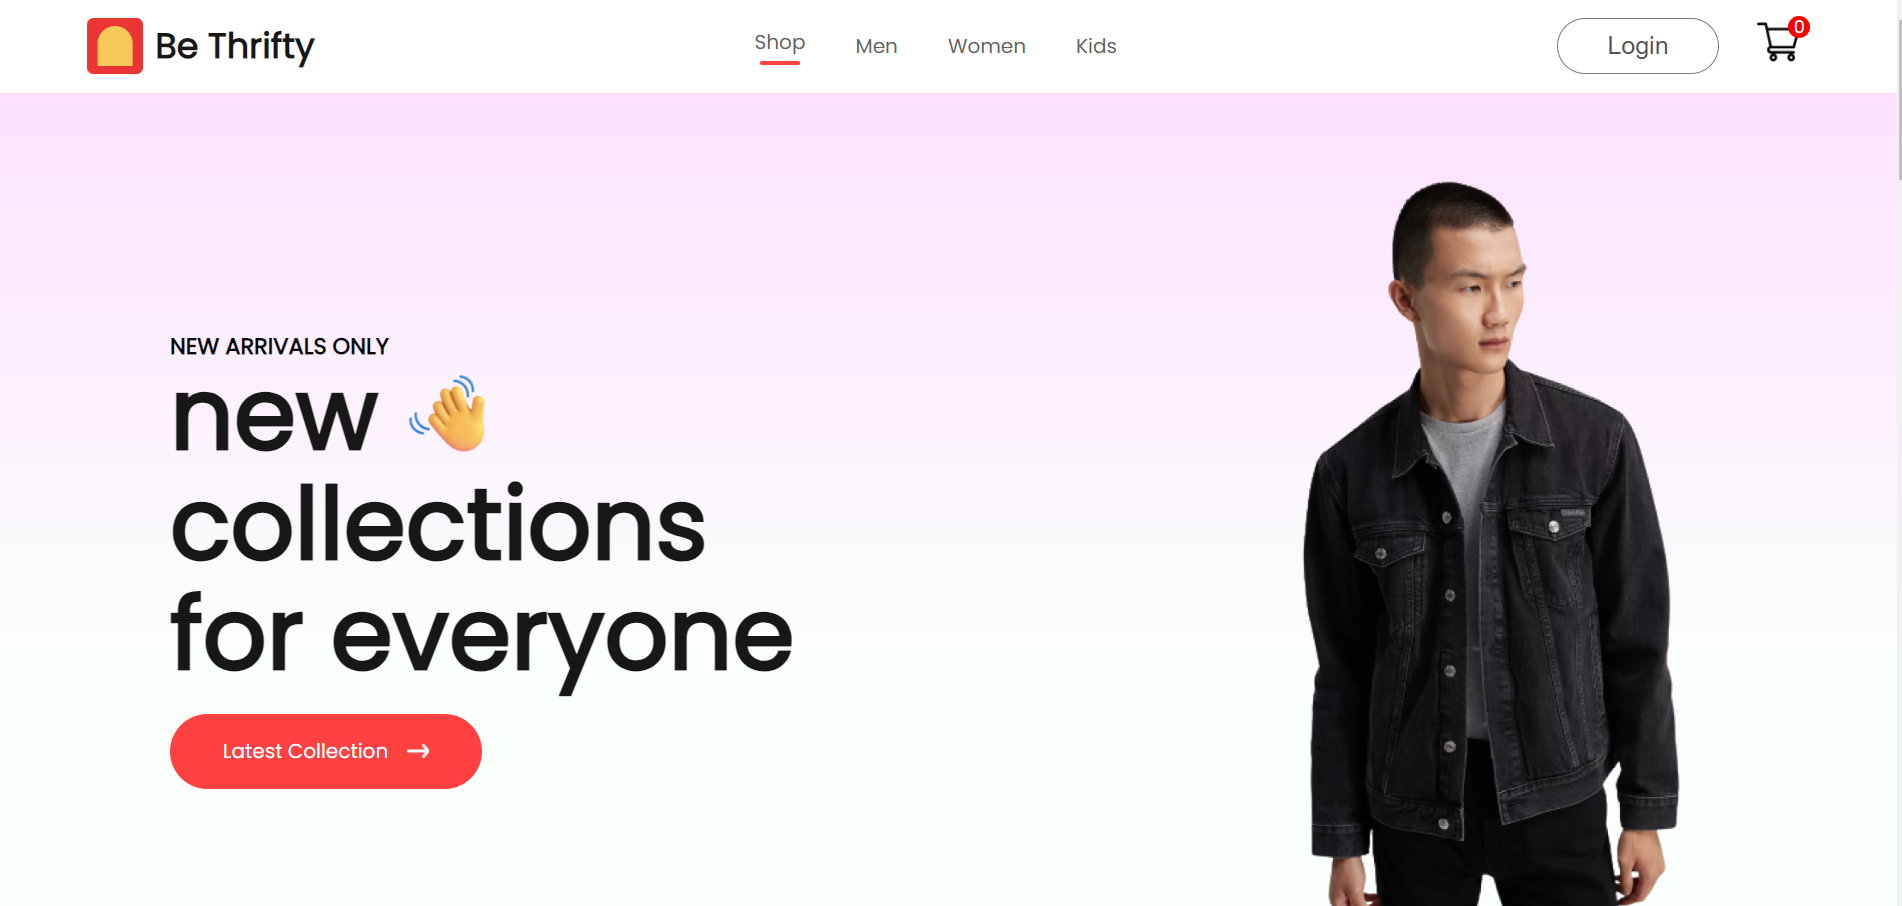 Be Thrifty
Shop
Men
Women
Kids
Login
0
NEW ARRIVALS ONLY
new
collections
for everyone
Latest Collection